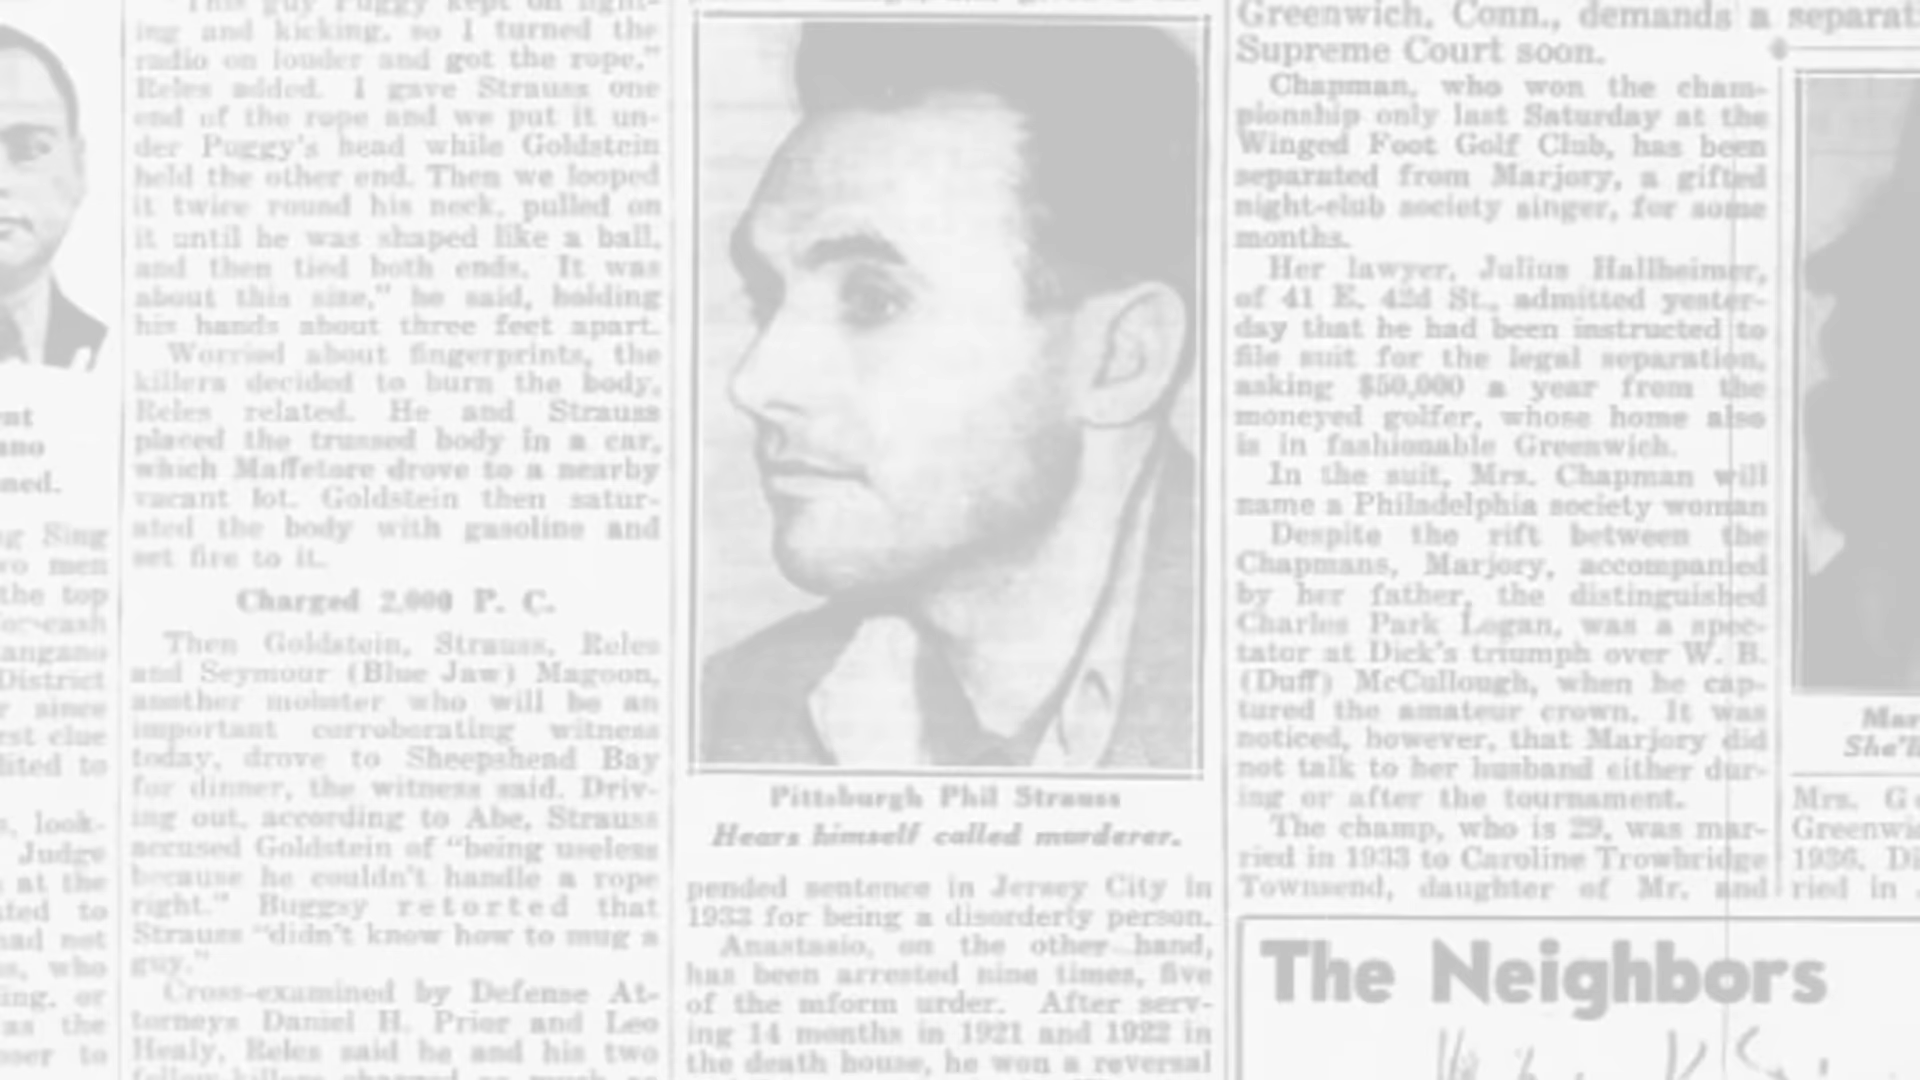 "This guy Puggy kept on fight-
ing and kicking, so I turned the
radio on louder and got the rope,"
Reles added. I gave Strauss one
end of the rope and we put it un-
der Puggy's head while Goldstein
held the other end. Then we looped
it twice round his neck, pulled on
it until he was shaped like a ball,
and then tied both ends. It was
about this size," he said, holding
his hands about three feet apart.
Worried about fingerprints, the
killers decided to burn the body,
Reles related. He and Strauss
placed the trussed body in a car,
which Maffetore drove to a nearby
vacant lot. Goldstein then satur-
ated the body with gasoline and
set fire to it.
Charged 2,000 P. C.
Then Goldstein, Strauss, Reles
and Seymour (Blue Jaw) Magoon,
another mobster who will be an
important corroborating witness
today, drove to Sheepshend Bay
for dinner, the witness said. Driv-
ing out, according to Abe, Strauss
accused Goldstein of "being useless
because he couldn't handle a rope
right." Buggsy retorted that
Strauss "didn't know how to mug a
guy."
Cross-examined by Defense At-
torneys Daniel H. Prior and Leo
Healy, Reles said he and his two
Pittsburgh Phil Strauss
Hears himself called murderer.
pended sentence in Jersey City in
1933 for being a disorderly person.
Anastasio, on the other hand,
has been arrested nine times, five
of the mform urder. After serv-
ing 14 months in 1921 and 1922 in
the death house, he won a reversal
Greenwich, Conn., demands a separat
Supreme Court soon.
Chapman, who won the cham-
pionship only last Saturday at the
Winged Foot Golf Club, has been
separated from Marjory, a gifted
night-club society singer, for some
months.
Her lawyer, Julius Hallheimer,
of 41 E. 42d St., admitted yester-
day that he had been instructed to
file suit for the legal separation,
asking $50,000 a year from the
moneyed golfer, whose home also
is in fashionable Greenwich.
In the suit, Mrs. Chapman will
name a Philadelphia society woman
Despite the rift between the
Chapmans, Marjory, accompanied
by her father, the distinguished
Charles Park Logan, was a spec-
tator at Dick's triumph over W. B.
(Duff) McCullough, when he cap-
tured the amateur crown. It was
noticed, however, that Marjory did
not talk to her husband either dur-
ing or after the tournament.
The champ, who is 29, was mar-
ried in 1933 to Caroline Trowbridge
Townsend, daughter of Mr. and
The Neighbors
Mar
She'll
Mrs. G
Greenwi
1936. Di
ried in